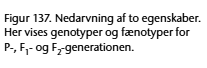 Figur 137. Nedarvning af to egenskaber.
Her vises genotyper og fænotyper for
P-, F₁- og F₂-generationen.